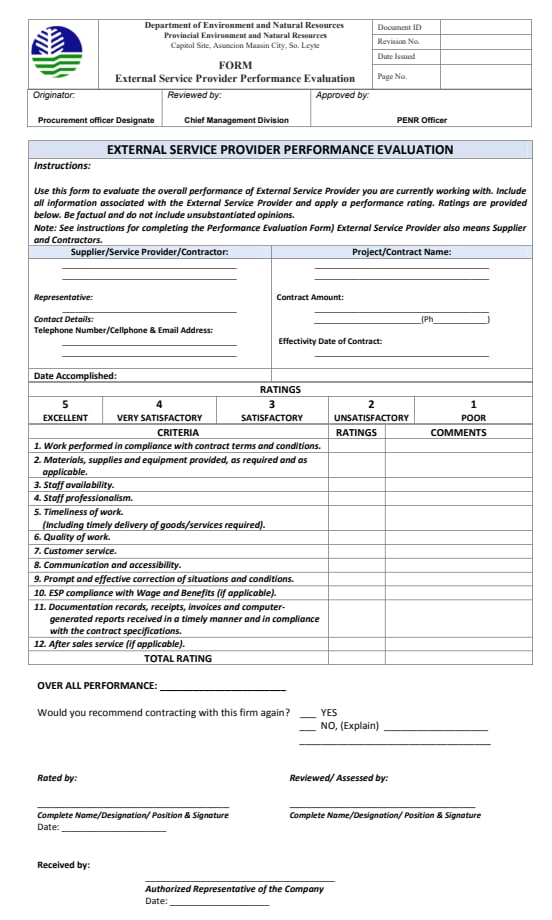 Department of Environment and Natural Resources
Provincial Environment and Natural Resources
Capitol Site, Asuncion Maasin City, So. Leyte
FORM
External Service Provider Performance Evaluation
Document ID
Revision No.
Date Issued
Page No.
Originator:
Reviewed by:
Approved by:
Procurement officer Designate
Chief Management Division
PENR Officer
EXTERNAL SERVICE PROVIDER PERFORMANCE EVALUATION
Instructions:
Use this form to evaluate the overall performance of External Service Provider you are currently working with. Include
all information associated with the External Service Provider and apply a performance rating. Ratings are provided
below. Be factual and do not include unsubstantiated opinions.
Note: See instructions for completing the Performance Evaluation Form) External Service Provider also means Supplier
and Contractors.
Supplier/Service Provider/Contractor:
Project/Contract Name:
Representative:
Contract Amount:
Contact Details:
(Ph____________)
Telephone Number/Cellphone & Email Address:
Effectivity Date of Contract:
Date Accomplished:
RATINGS
5 4 3 2 1
EXCELLENT VERY SATISFACTORY SATISFACTORY UNSATISFACTORY POOR
CRITERIA RATINGS COMMENTS
1. Work performed in compliance with contract terms and conditions.
2. Materials, supplies and equipment provided, as required and as
applicable.
3. Staff availability.
4. Staff professionalism.
5. Timeliness of work.
(Including timely delivery of goods/services required).
6. Quality of work.
7. Customer service.
8. Communication and accessibility.
9. Prompt and effective correction of situations and conditions.
10. ESP compliance with Wage and Benefits (if applicable).
11. Documentation records, receipts, invoices and computer-
generated reports received in a timely manner and in compliance
with the contract specifications.
12. After sales service (if applicable).
TOTAL RATING
OVER ALL PERFORMANCE: _______________________
Would you recommend contracting with this firm again? ___ YES
___ NO, (Explain) ____________________
Rated by:
Reviewed/ Assessed by:
Complete Name/Designation/ Position & Signature
Complete Name/Designation/ Position & Signature
Date: ____________________
Received by:
Authorized Representative of the Company
Date: ___________________